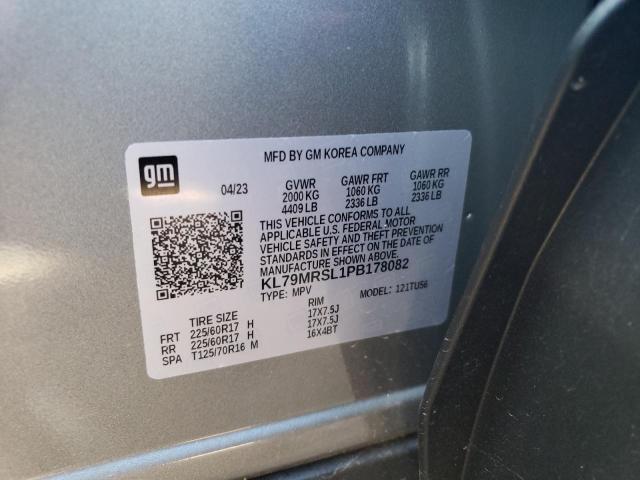 gm
MFD BY GM KOREA COMPANY
04/23 GVWR GAWR FRT GAWR RR
2000 KG 1060 KG 1060 KG
4409 LB 2336 LB 2336 LB
THIS VEHICLE CONFORMS TO ALL
APPLICABLE U.S. FEDERAL MOTOR
VEHICLE SAFETY AND THEFT PREVENTION
STANDARDS IN EFFECT ON THE DATE OF
MANUFACTURE SHOWN ABOVE.
KL79MRSL1PB178082
TYPE: MPV MODEL: 121TU56
TIRE SIZE RIM
FRT 225/60R17 H 17X7.5J
RR 225/60R17 H 17X7.5J
SPA T125/70R16 M 16X4BT